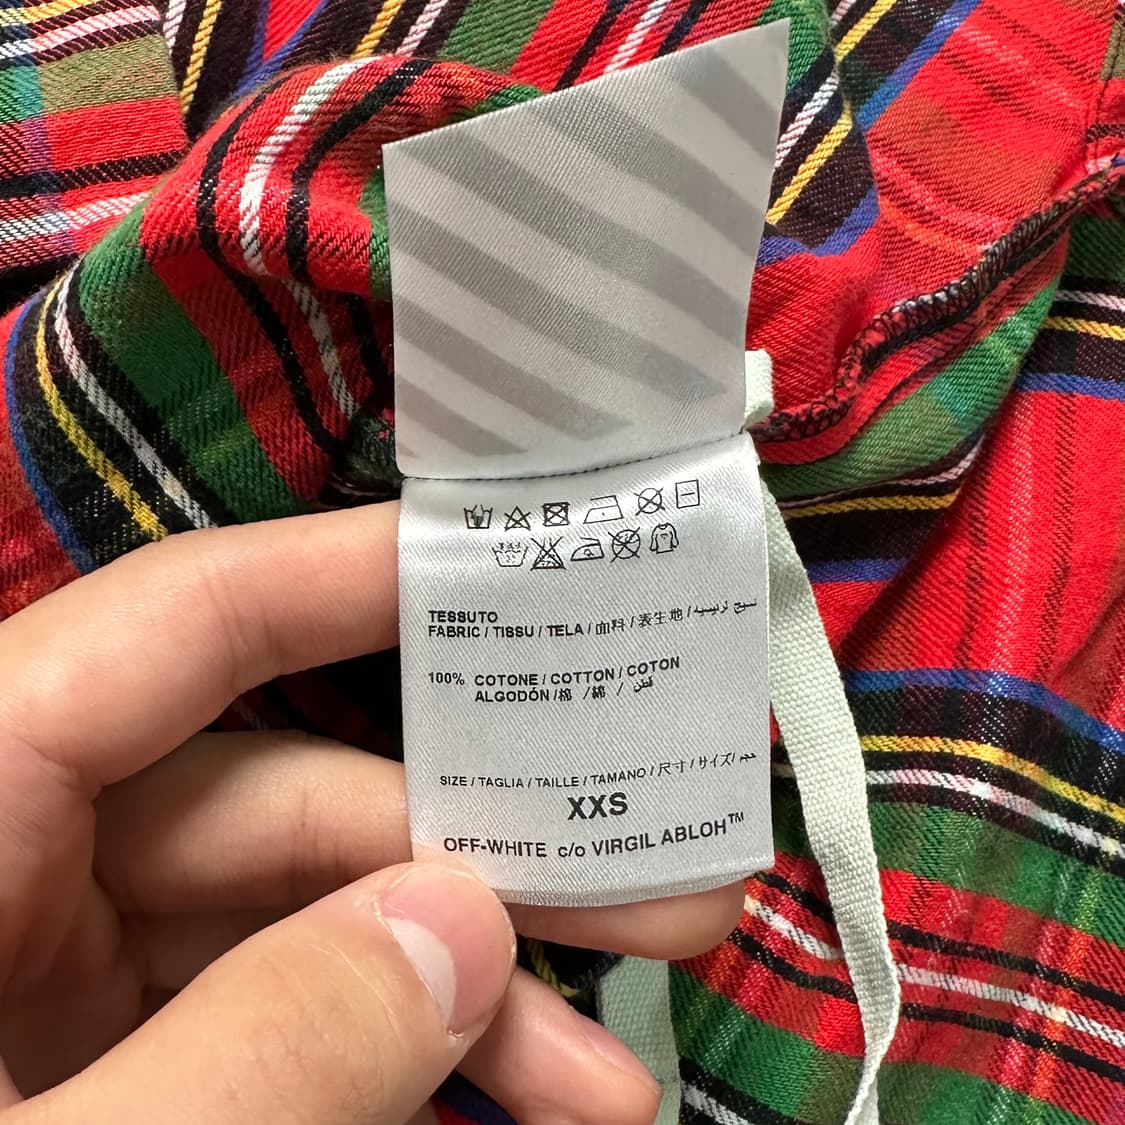 TESSUTO
FABRIC / TISSU / TELA / 面料 / 表生地 / نسيج الرئيسيه
100% COTONE / COTTON / COTON
ALGODÓN /棉 /綿 / قطن
SIZE / TAGLIA / TAILLE / TAMANO / 尺寸 / サイズ/ حجم
XXS
OFF-WHITE c/o VIRGIL ABLOH™